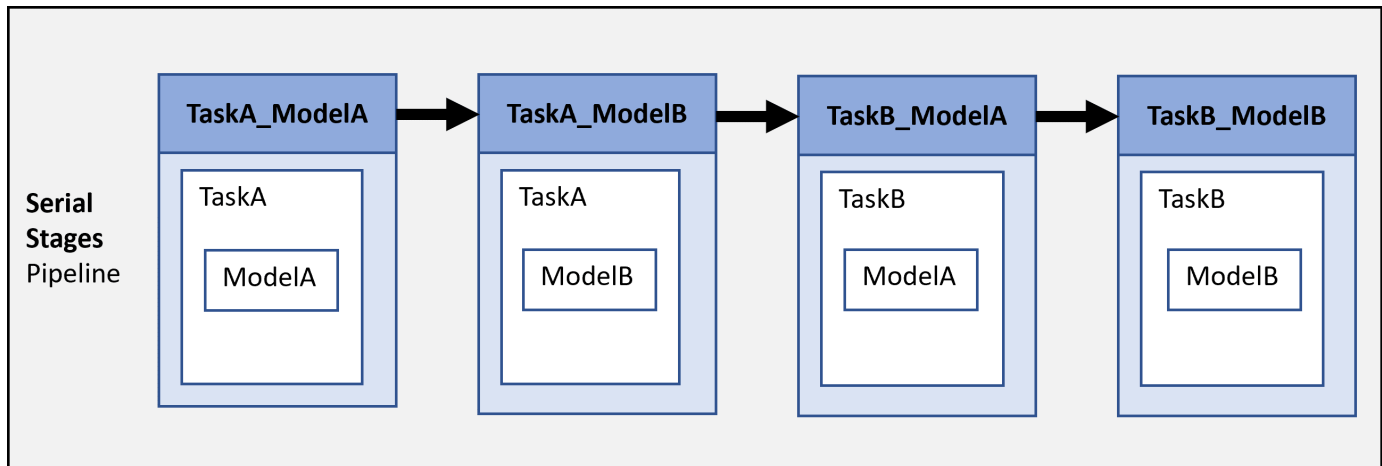 Serial
Stages
Pipeline
TaskA_ModelA
TaskA
ModelA
TaskA_ModelB
TaskA
ModelB
TaskB_ModelA
TaskB
ModelA
TaskB_ModelB
TaskB
ModelB